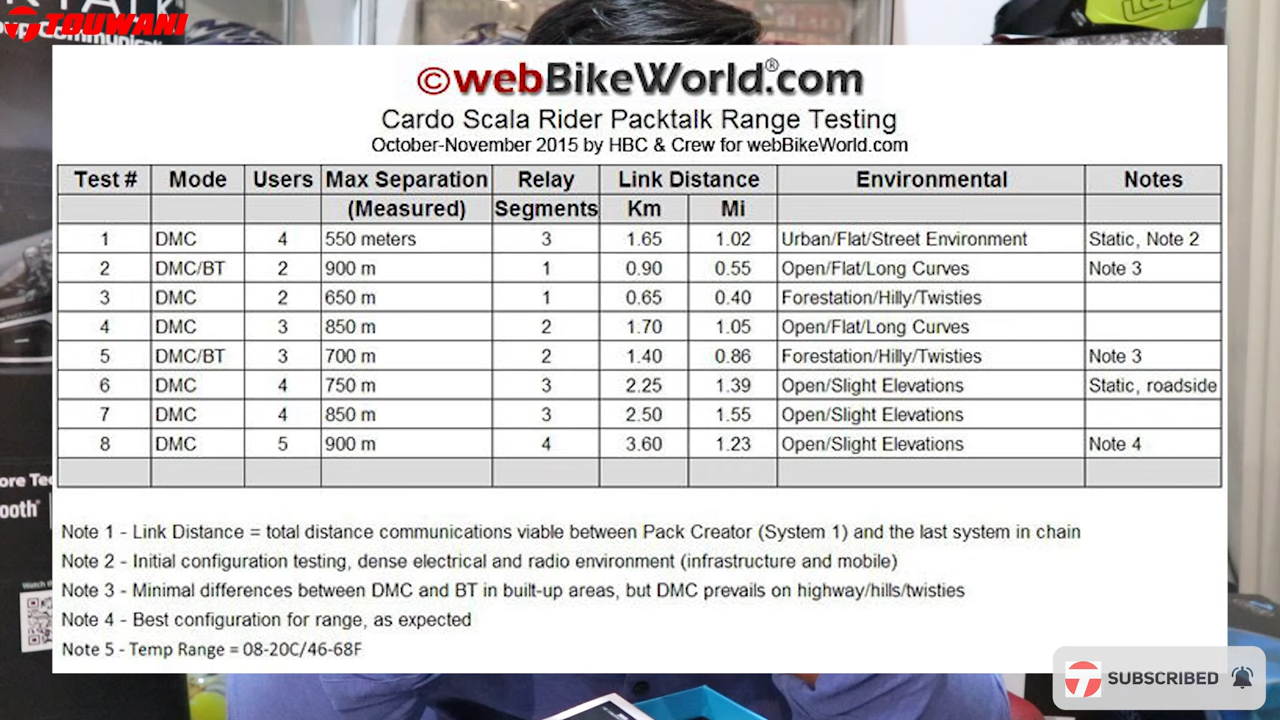 TOUWANI
©webBikeWorld.com®
Cardo Scala Rider Packtalk Range Testing
October-November 2015 by HBC & Crew for webBikeWorld.com
Test # Mode Users Max Separation Relay Link Distance Environmental Notes
(Measured) Segments Km Mi
1 DMC 4 550 meters 3 1.65 1.02 Urban/Flat/Street Environment Static, Note 2
2 DMC/BT 2 900 m 1 0.90 0.55 Open/Flat/Long Curves Note 3
3 DMC 2 650 m 1 0.65 0.40 Forestation/Hilly/Twisties
4 DMC 3 850 m 2 1.70 1.05 Open/Flat/Long Curves
5 DMC/BT 3 700 m 2 1.40 0.86 Forestation/Hilly/Twisties Note 3
6 DMC 4 750 m 3 2.25 1.39 Open/Slight Elevations Static, roadside
7 DMC 4 850 m 3 2.50 1.55 Open/Slight Elevations
8 DMC 5 900 m 4 3.60 1.23 Open/Slight Elevations Note 4
Note 1 - Link Distance = total distance communications viable between Pack Creator (System 1) and the last system in chain
Note 2 - Initial configuration testing, dense electrical and radio environment (infrastructure and mobile)
Note 3 - Minimal differences between DMC and BT in built-up areas, but DMC prevails on highway/hills/twisties
Note 4 - Best configuration for range, as expected
Note 5 - Temp Range = 08-20C/46-68F
SUBSCRIBED